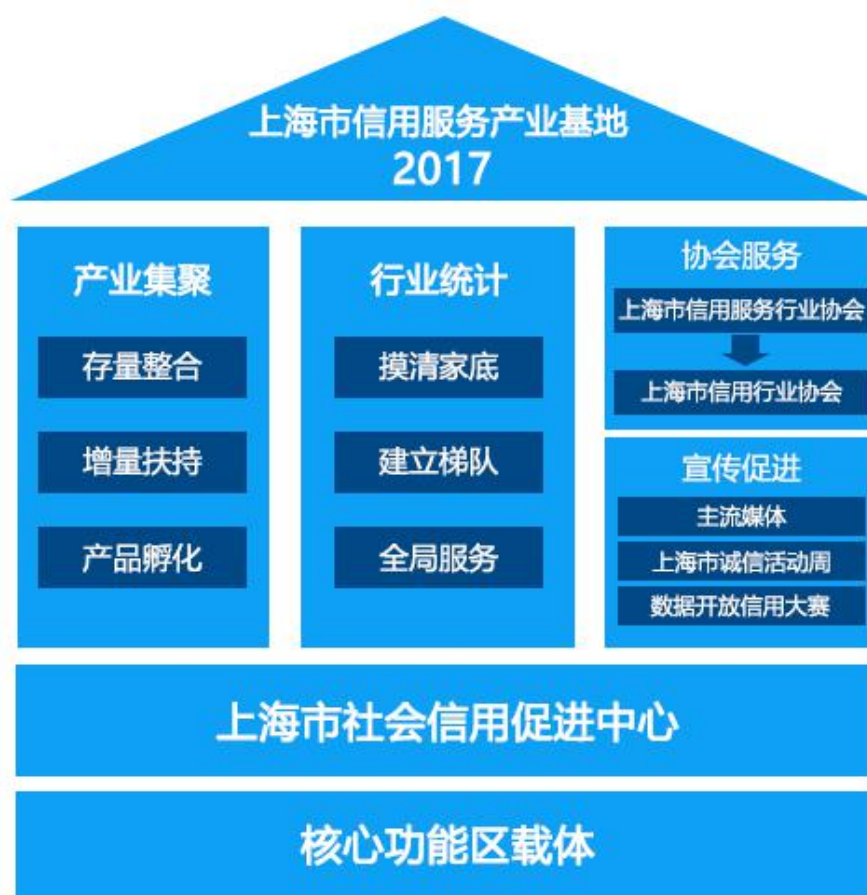 上海市信用服务产业基地
2017
产业集聚
存量整合
增量扶持
产品孵化
行业统计
摸清家底
建立梯队
全局服务
协会服务
上海市信用服务行业协会
上海市信用行业协会
宣传促进
主流媒体
上海市诚信活动周
数据开放信用大赛
上海市社会信用促进中心
核心功能区载体